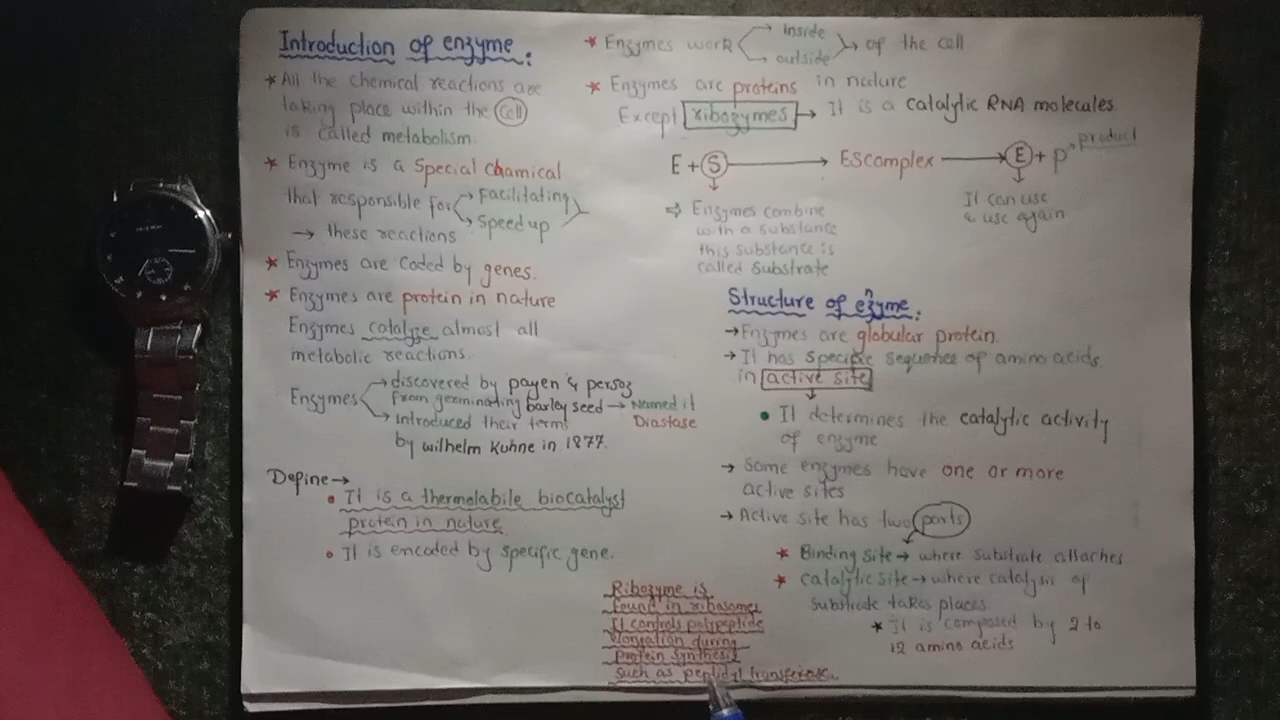 Introduction of enzyme.
* All the chemical reactions are
taking place within the cell
is called metabolism.
* Enzyme is a special chamical
that responsible for → Facilitating
→ Speed up
→ these reactions
* Enzymes are coded by genes.
* Enzymes are protein in nature
Enzymes catalyze almost all
metabolic reactions.
Enzymes → discovered by payen & persoz
from germinating barley seed → Named it
Diastase
→ Introduced their term
by wilhelm Kuhne in 1877.
Define →
• It is a thermolabile biocatalyst
protein in nature
• It is encoded by specific gene.
* Enzymes work → inside
→ outside → of the cell
* Enzymes are proteins in nature
Except ribozymes → It is a catalytic RNA molecules.
E + S → EScomplex → E + P → product
⇒ Enzymes combine
with a substance
this substance is
called substrate
It can use
& use again
Structure of ezyme.
n
→ Enzymes are globular protein.
→ It has specific sequence of amino acids
in active site
• It determines the catalytic activity
of enzyme
→ Some enzymes have one or more
active sites
→ Active site has two parts
* Binding site → where substrate attaches
* catalytic site → where catalysis of
substrate takes places.
* It is composed by 2 to
12 amino acids
Ribozyme is
found in ribosomes
It controls polypeptide
elongation during
protein synthesis
such as peptidyl transferase.